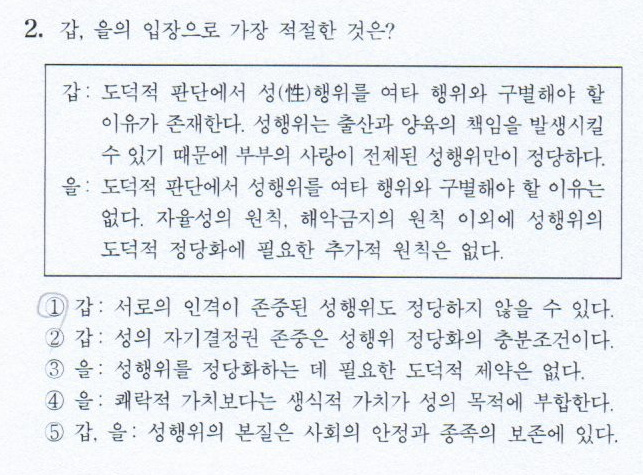 2. 갑, 을의 입장으로 가장 적절한 것은?
갑: 도덕적 판단에서 성(性)행위를 여타 행위와 구별해야 할
이유가 존재한다. 성행위는 출산과 양육의 책임을 발생시킬
수 있기 때문에 부부의 사랑이 전제된 성행위만이 정당하다.
을: 도덕적 판단에서 성행위를 여타 행위와 구별해야 할 이유는
없다. 자율성의 원칙, 해악금지의 원칙 이외에 성행위의
도덕적 정당화에 필요한 추가적 원칙은 없다.
① 갑: 서로의 인격이 존중된 성행위도 정당하지 않을 수 있다.
② 갑: 성의 자기결정권 존중은 성행위 정당화의 충분조건이다.
③ 을: 성행위를 정당화하는 데 필요한 도덕적 제약은 없다.
④ 을: 쾌락적 가치보다는 생식적 가치가 성의 목적에 부합한다.
⑤ 갑, 을: 성행위의 본질은 사회의 안정과 종족의 보존에 있다.